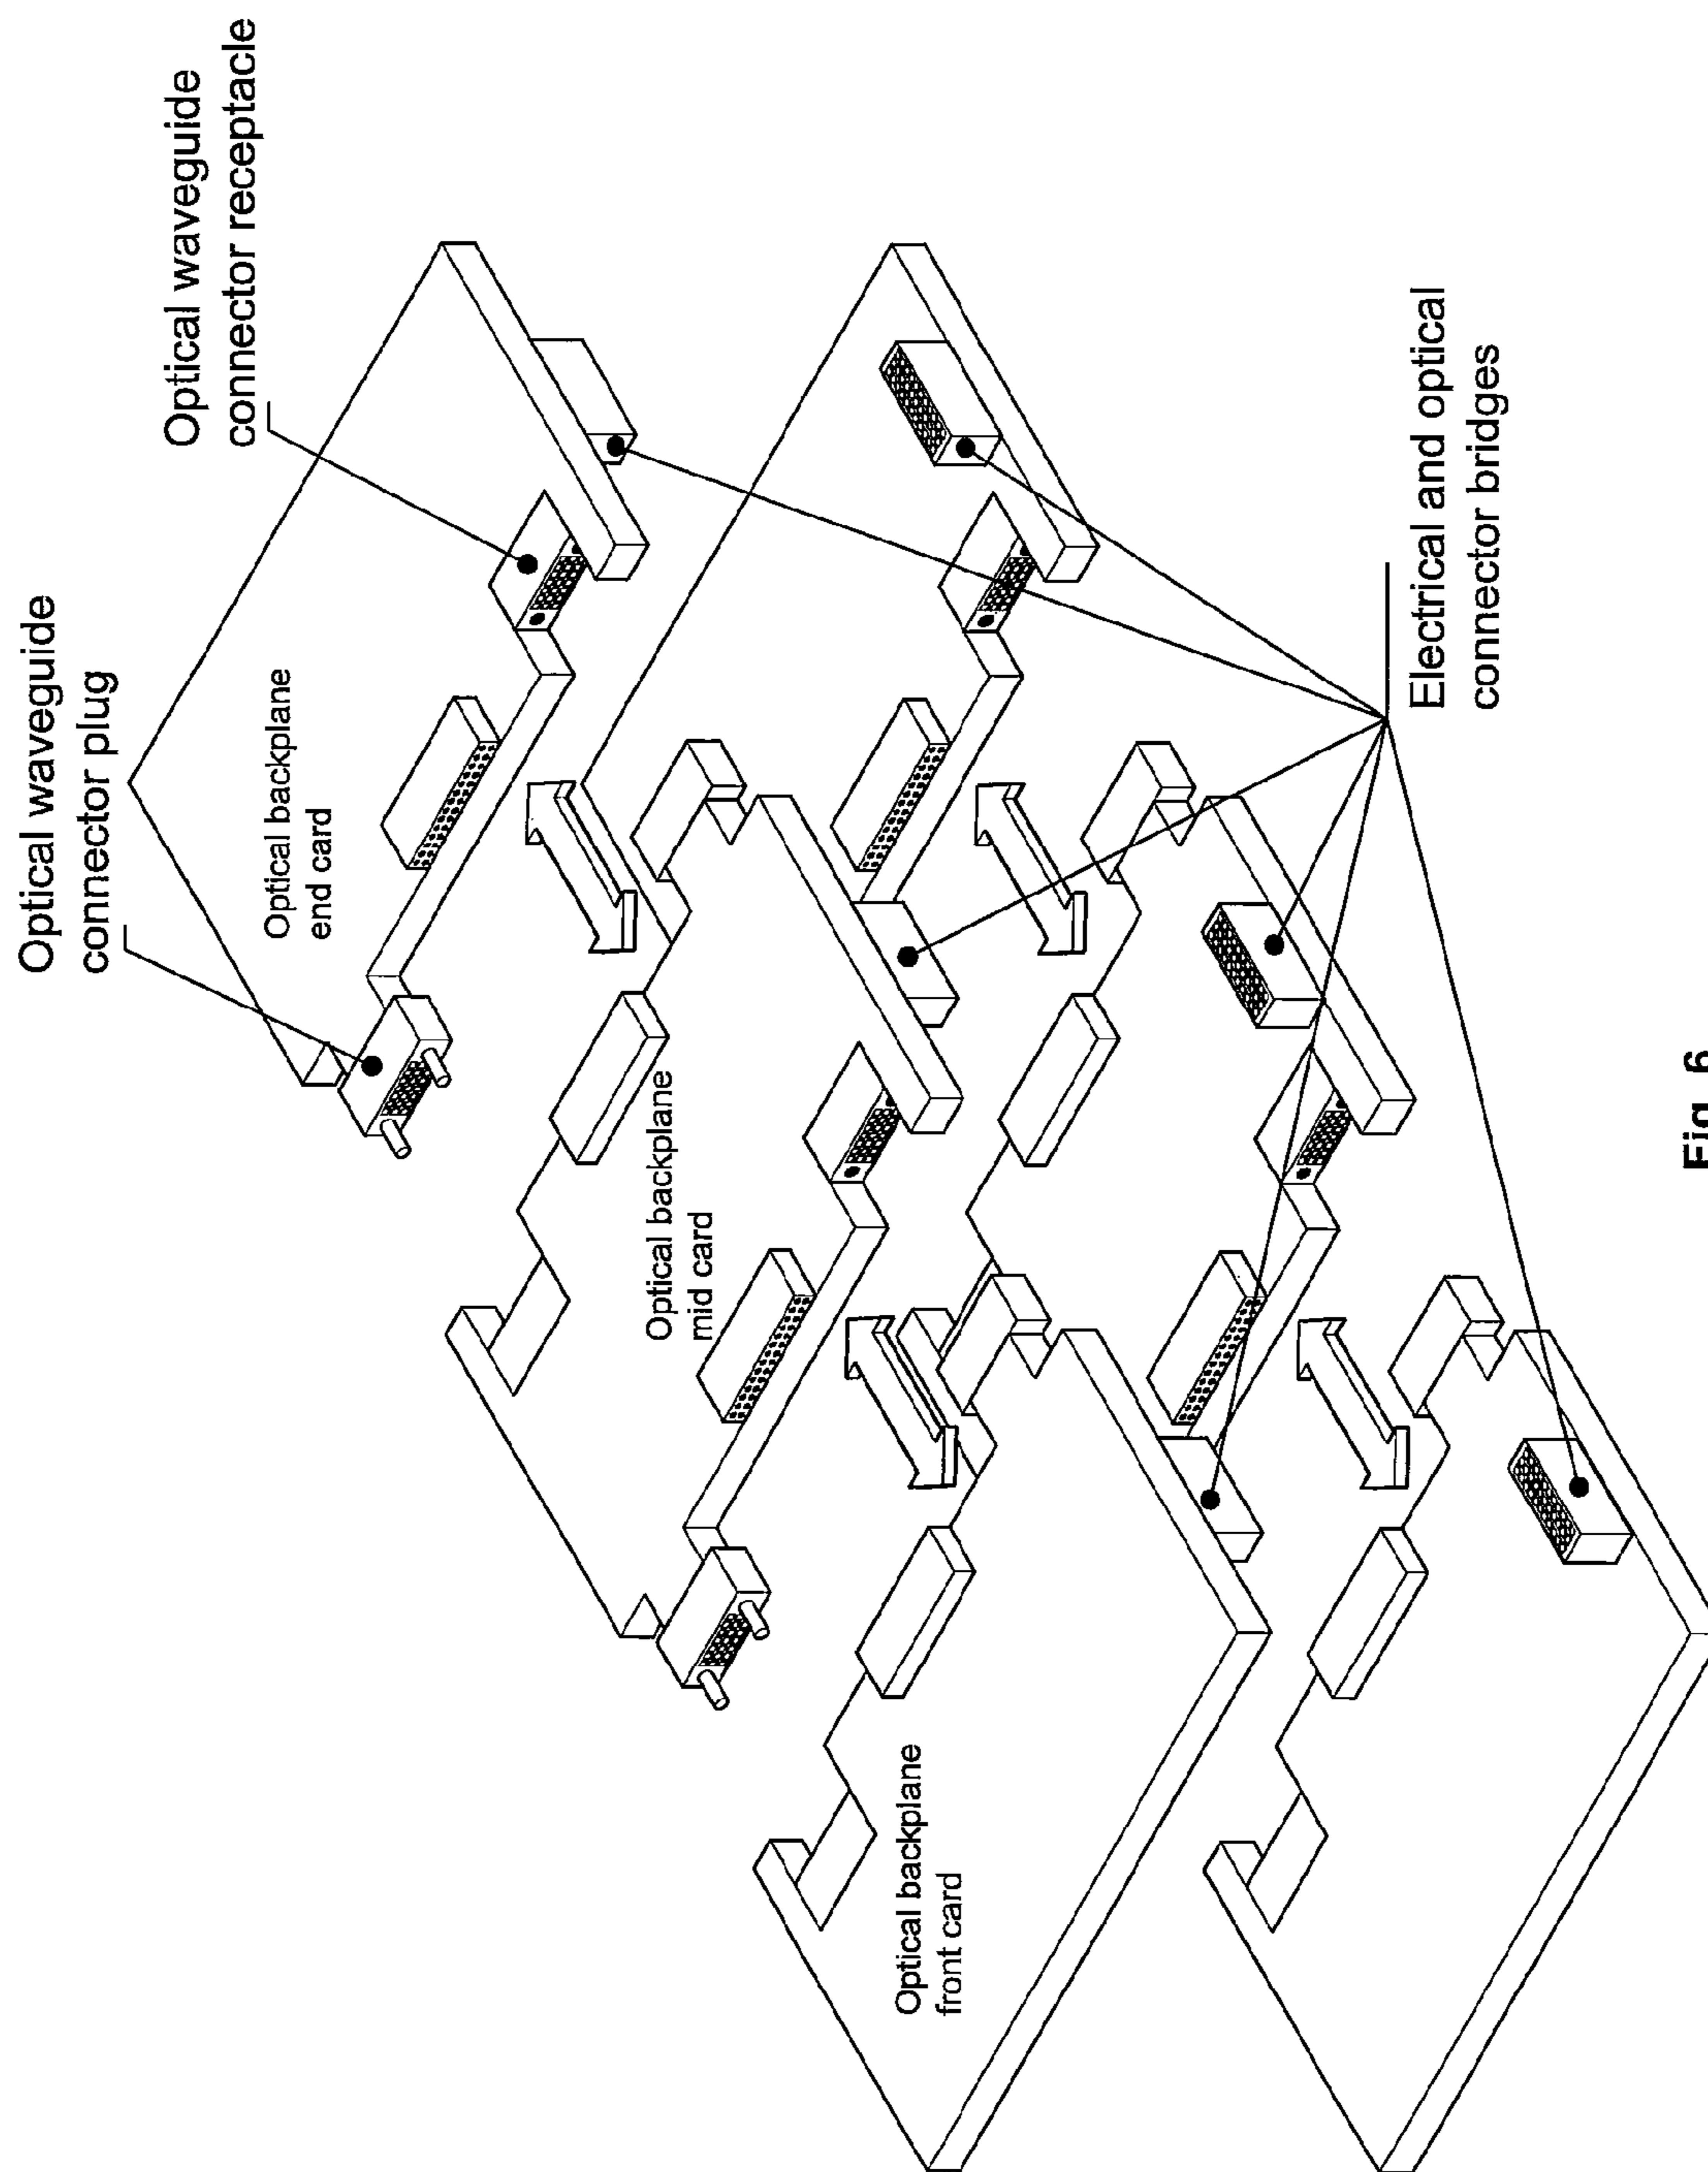 Optical waveguide
connector plug
Optical waveguide
connector receptacle
Optical backplane
end card
Optical backplane
mid card
Optical backplane
front card
Electrical and optical
connector bridges
Fig. 6